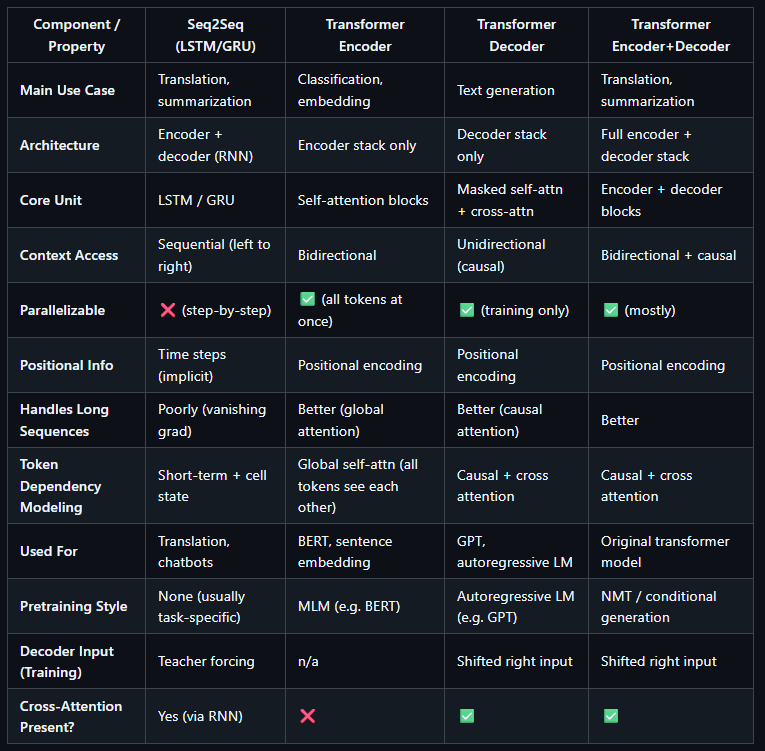 Component / Property
Seq2Seq (LSTM/GRU)
Transformer Encoder
Transformer Decoder
Transformer Encoder+Decoder
Main Use Case
Translation, summarization
Classification, embedding
Text generation
Translation, summarization
Architecture
Encoder + decoder (RNN)
Encoder stack only
Decoder stack only
Full encoder + decoder stack
Core Unit
LSTM / GRU
Self-attention blocks
Masked self-attn + cross-attn
Encoder + decoder blocks
Context Access
Sequential (left to right)
Bidirectional
Unidirectional (causal)
Bidirectional + causal
Parallelizable
❌ (step-by-step)
✅ (all tokens at once)
✅ (training only)
✅ (mostly)
Positional Info
Time steps (implicit)
Positional encoding
Positional encoding
Positional encoding
Handles Long Sequences
Poorly (vanishing grad)
Better (global attention)
Better (causal attention)
Better
Token Dependency Modeling
Short-term + cell state
Global self-attn (all tokens see each other)
Causal + cross attention
Causal + cross attention
Used For
Translation, chatbots
BERT, sentence embedding
GPT, autoregressive LM
Original transformer model
Pretraining Style
None (usually task-specific)
MLM (e.g. BERT)
Autoregressive LM (e.g. GPT)
NMT / conditional generation
Decoder Input (Training)
Teacher forcing
n/a
Shifted right input
Shifted right input
Cross-Attention Present?
Yes (via RNN)
❌
✅
✅